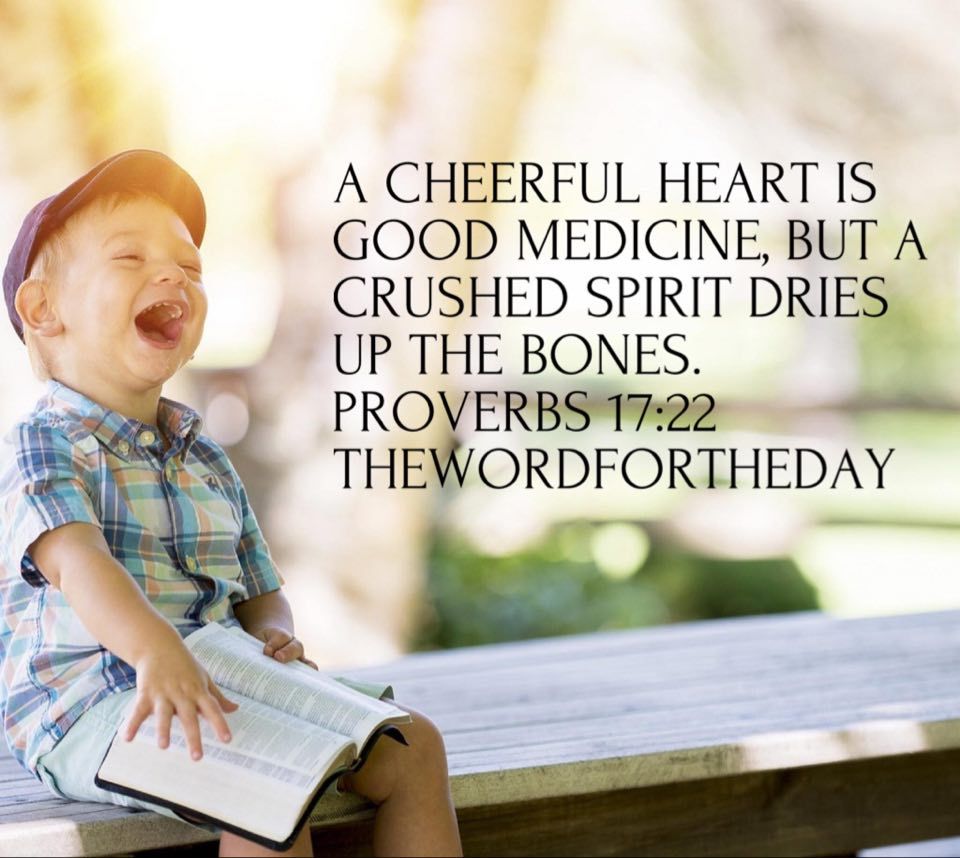 A CHEERFUL HEART IS
GOOD MEDICINE, BUT A
CRUSHED SPIRIT DRIES
UP THE BONES.
PROVERBS 17:22
THEWORDFORTHEDAY